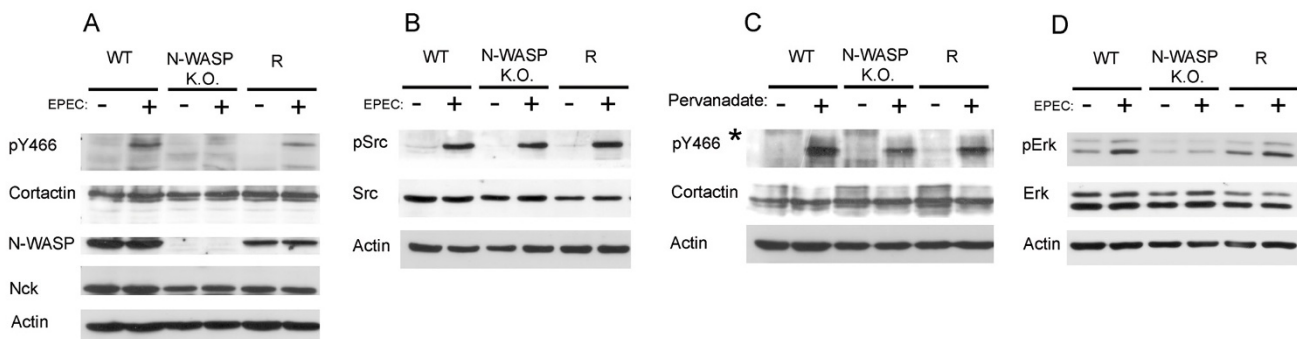 A
WT N-WASP K.O. R
EPEC: - + - + - +
pY466
Cortactin
N-WASP
Nck
Actin
B
WT N-WASP K.O. R
EPEC: - + - + - +
pSrc
Src
Actin
C
WT N-WASP K.O. R
Pervanadate: - + - + - +
pY466 *
Cortactin
Actin
D
WT N-WASP K.O. R
EPEC: - + - + - +
pErk
Erk
Actin